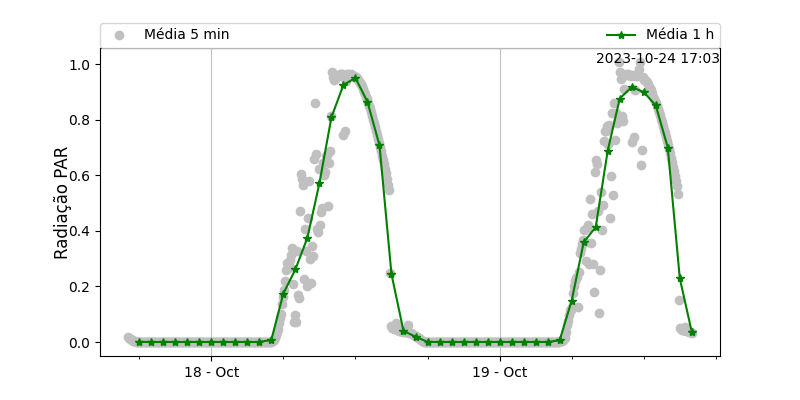 Média 5 min
Média 1 h
2023-10-24 17:03
Radiação PAR
1.0
0.8
0.6
0.4
0.2
0.0
18 - Oct
19 - Oct